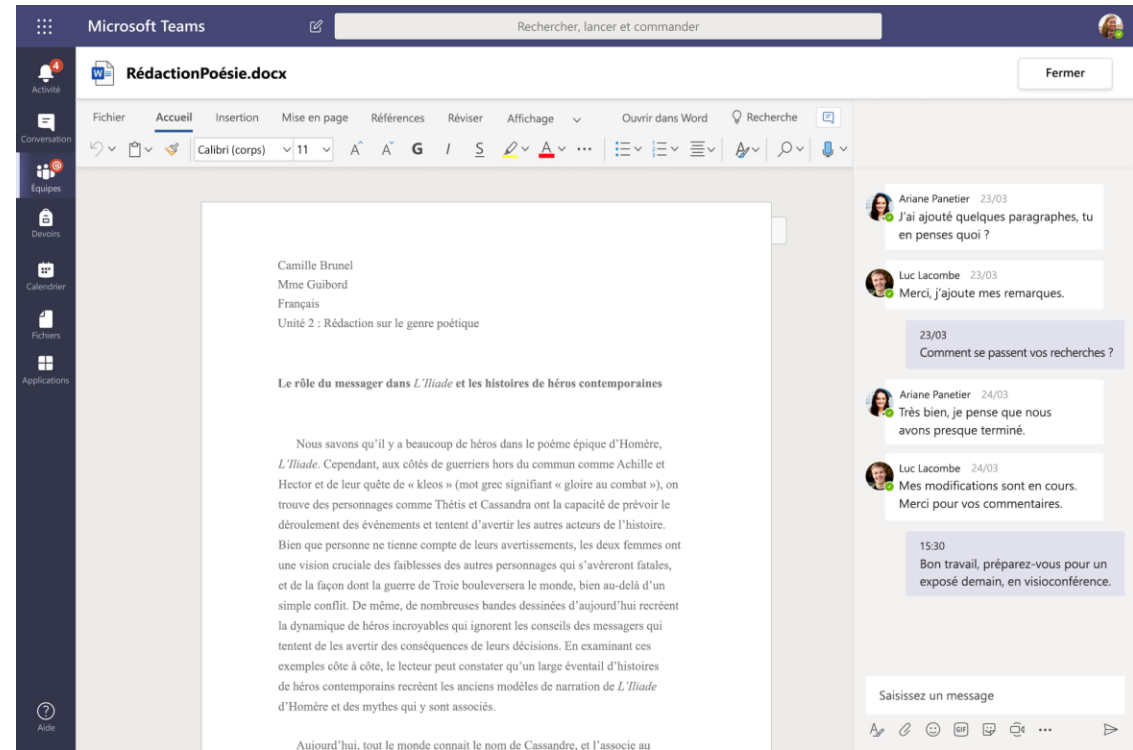 Microsoft Teams
Rechercher, lancer et commander
4
Activité
Conversation
@
Équipes
Devoirs
Calendrier
Fichiers
Applications
Aide
W
RédactionPoésie.docx
Fermer
Fichier Accueil Insertion Mise en page Références Réviser Affichage Ouvrir dans Word Recherche
Calibri (corps) 11 A A G I S A
Camille Brunel
Mme Guibord
Français
Unité 2 : Rédaction sur le genre poétique
Le rôle du messager dans L'Iliade et les histoires de héros contemporaines
Nous savons qu'il y a beaucoup de héros dans le poème épique d'Homère,
L'Iliade. Cependant, aux côtés de guerriers hors du commun comme Achille et
Hector et de leur quête de « kleos » (mot grec signifiant « gloire au combat »), on
trouve des personnages comme Thétis et Cassandra ont la capacité de prévoir le
déroulement des événements et tentent d'avertir les autres acteurs de l'histoire.
Bien que personne ne tienne compte de leurs avertissements, les deux femmes ont
une vision cruciale des faiblesses des autres personnages qui s'avèreront fatales,
et de la façon dont la guerre de Troie bouleversera le monde, bien au-delà d'un
simple conflit. De même, de nombreuses bandes dessinées d'aujourd'hui recréent
la dynamique de héros incroyables qui ignorent les conseils des messagers qui
tentent de les avertir des conséquences de leurs décisions. En examinant ces
exemples côte à côte, le lecteur peut constater qu'un large éventail d'histoires
de héros contemporains recréent les anciens modèles de narration de L'Iliade
d'Homère et des mythes qui y sont associés.
Aujourd'hui, tout le monde connait le nom de Cassandre, et l'associe au
Ariane Panetier 23/03
J'ai ajouté quelques paragraphes, tu
en penses quoi ?
Luc Lacombe 23/03
Merci, j'ajoute mes remarques.
23/03
Comment se passent vos recherches ?
Ariane Panetier 24/03
Très bien, je pense que nous
avons presque terminé.
Luc Lacombe 24/03
Mes modifications sont en cours.
Merci pour vos commentaires.
15:30
Bon travail, préparez-vous pour un
exposé demain, en visioconférence.
Saisissez un message
GIF